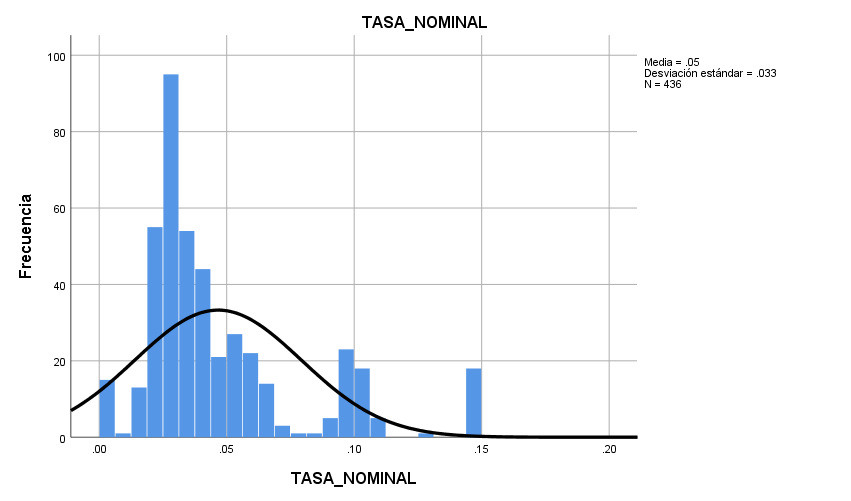 TASA_NOMINAL
Media = .05
Desviación estándar = .033
N = 436
Frecuencia
100
80
60
40
20
0
.00 .05 .10 .15 .20
TASA_NOMINAL